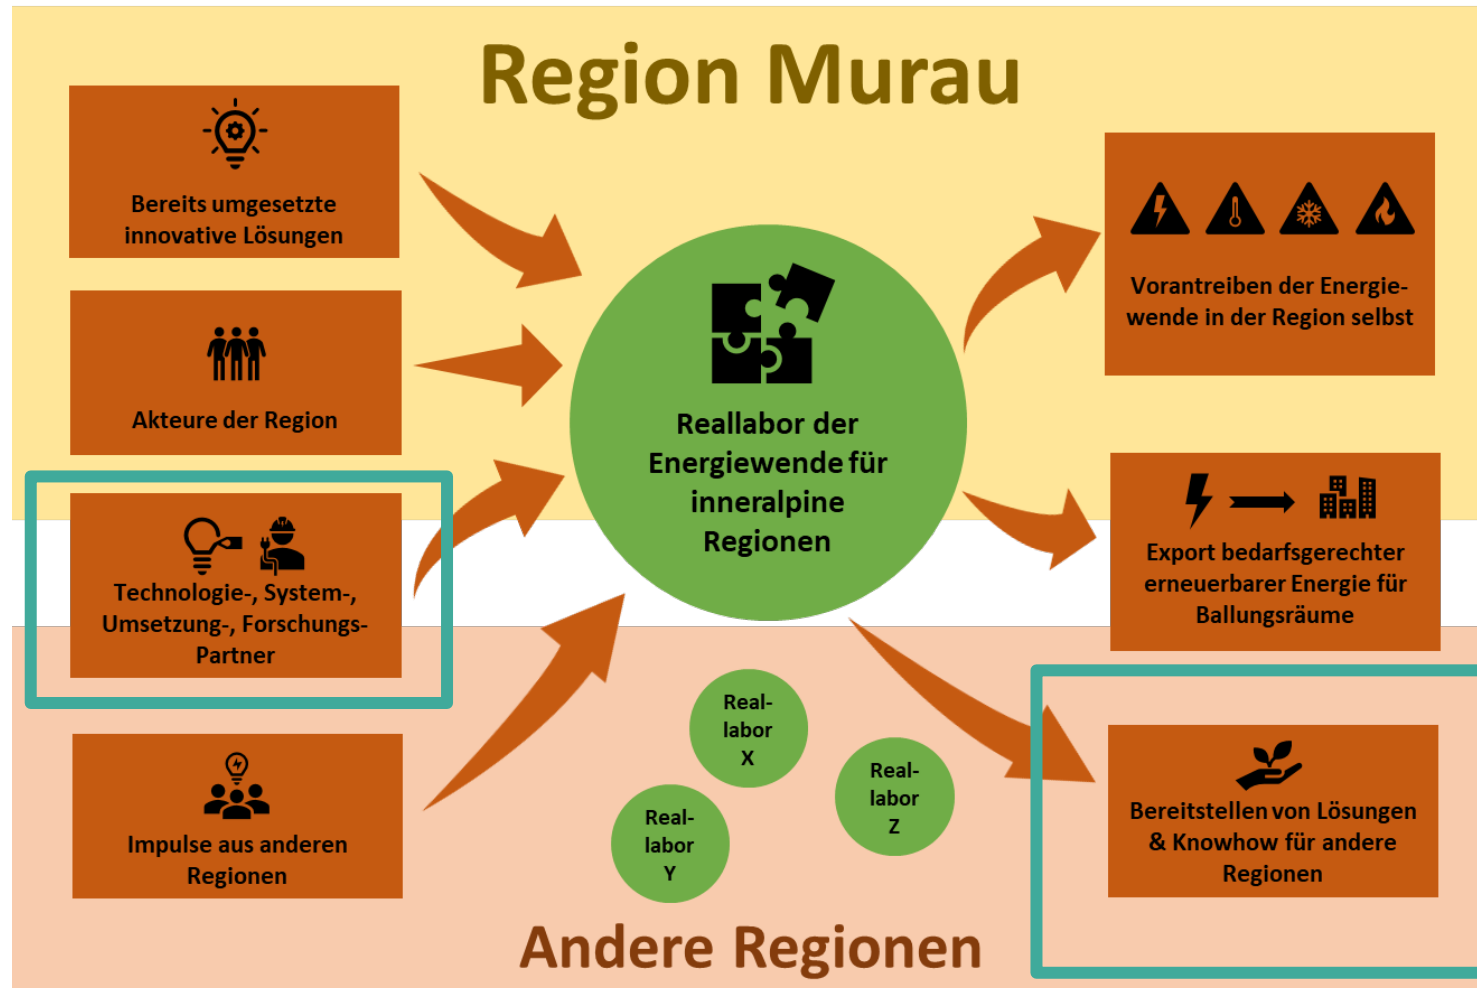 Region Murau
Bereits umgesetzte
innovative Lösungen
Akteure der Region
Technologie-, System-,
Umsetzung-, Forschungs-
Partner
Impulse aus anderen
Regionen
Reallabor der
Energiewende für
inneralpine
Regionen
Real-
labor
X
Real-
labor
Y
Real-
labor
Z
Vorantreiben der Energie-
wende in der Region selbst
Export bedarfsgerechter
erneuerbarer Energie für
Ballungsräume
Bereitstellen von Lösungen
& Knowhow für andere
Regionen
Andere Regionen